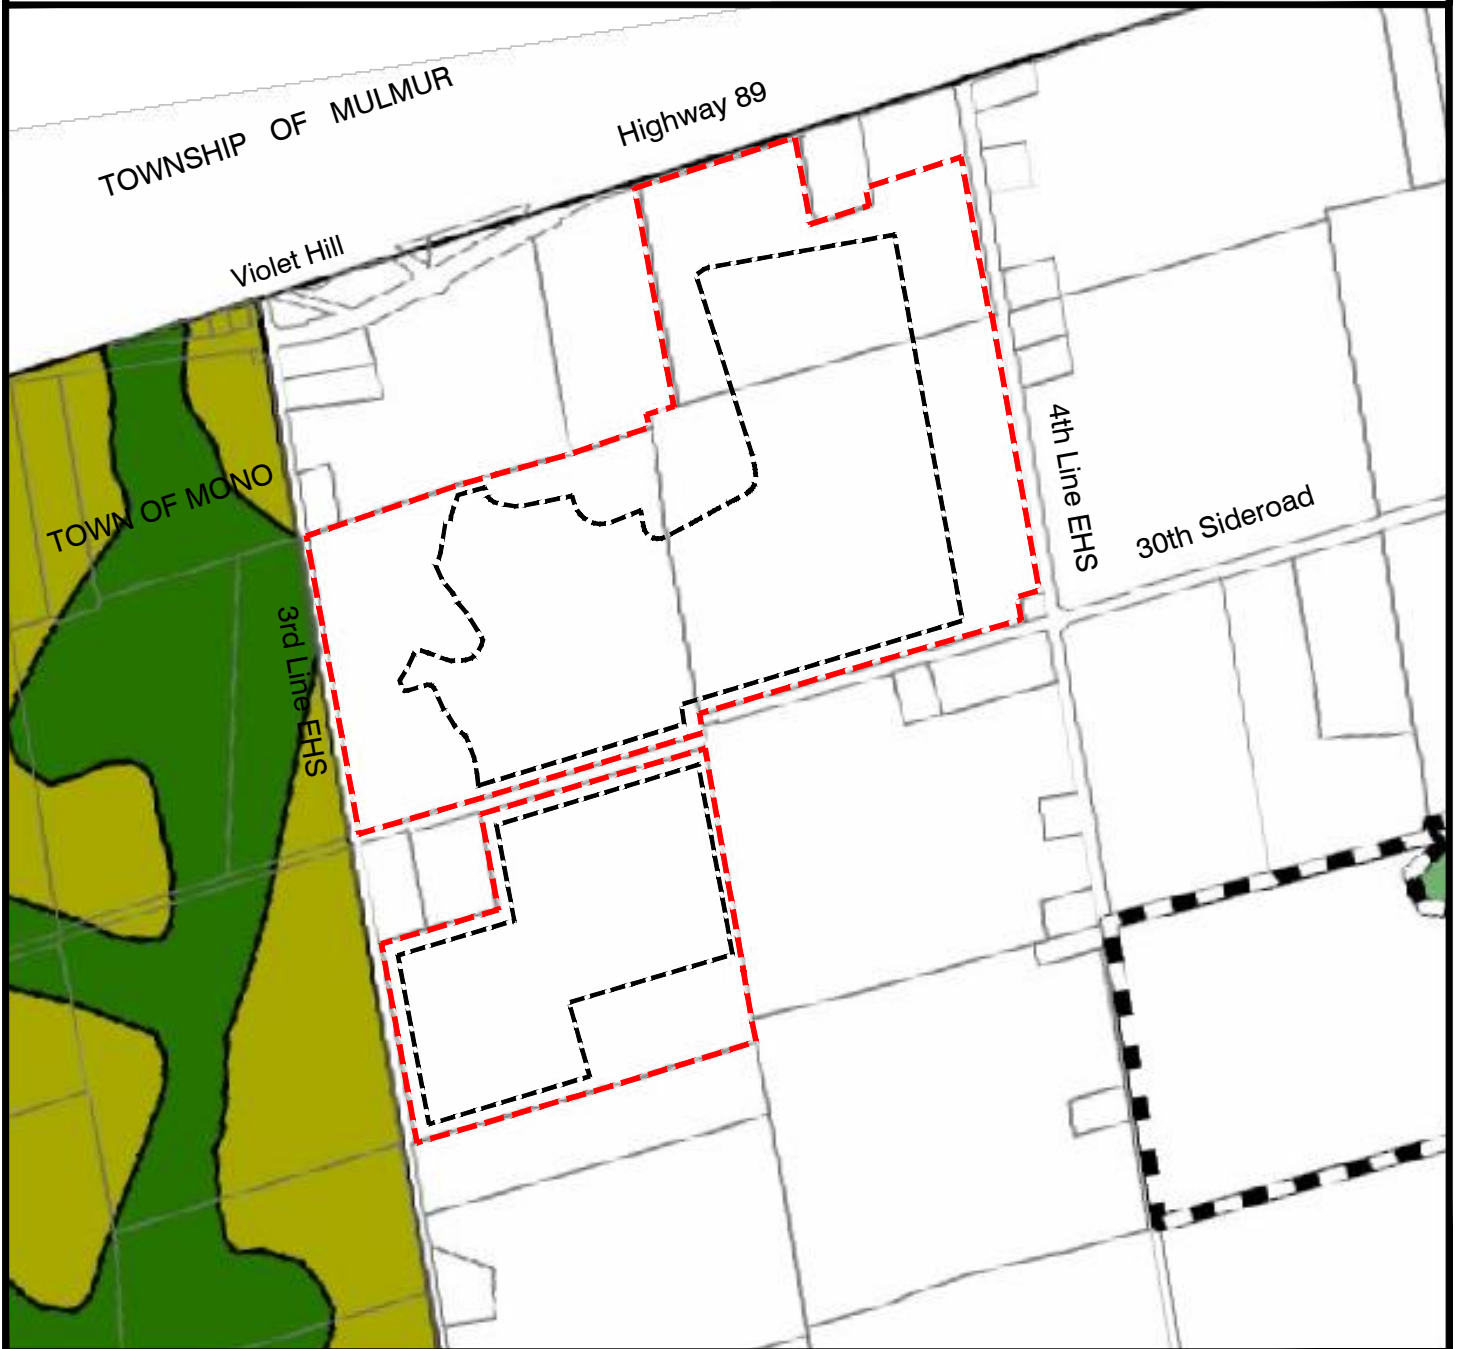 TOWNSHIP OF MULMUR
Highway 89
Violet Hill
TOWN OF MONO
4th Line EHS
30th Sideroad
3rd Line EHS